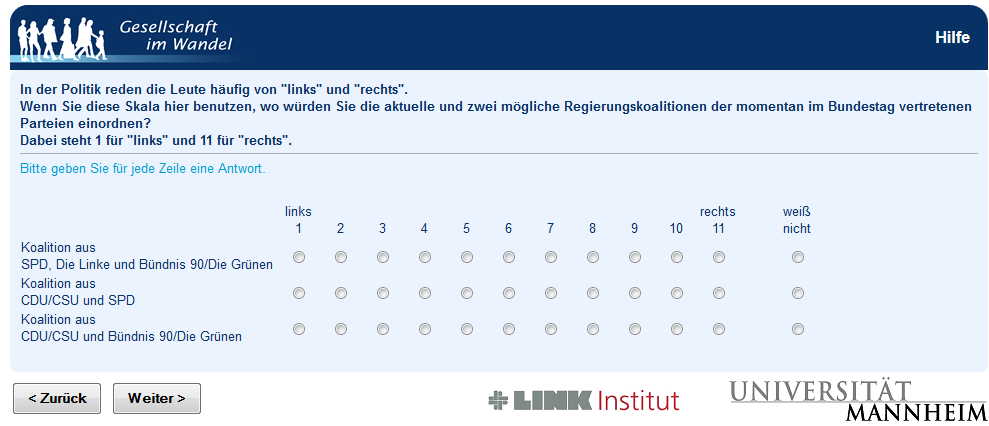 Gesellschaft
im Wandel
Hilfe
In der Politik reden die Leute häufig von "links" und "rechts".
Wenn Sie diese Skala hier benutzen, wo würden Sie die aktuelle und zwei mögliche Regierungskoalitionen der momentan im Bundestag vertretenen
Parteien einordnen?
Dabei steht 1 für "links" und 11 für "rechts".
Bitte geben Sie für jede Zeile eine Antwort.
links rechts weiß
1 2 3 4 5 6 7 8 9 10 11 nicht
Koalition aus
SPD, Die Linke und Bündnis 90/Die Grünen
Koalition aus
CDU/CSU und SPD
Koalition aus
CDU/CSU und Bündnis 90/Die Grünen
< Zurück Weiter >
LINK Institut
UNIVERSITÄT
MANNHEIM